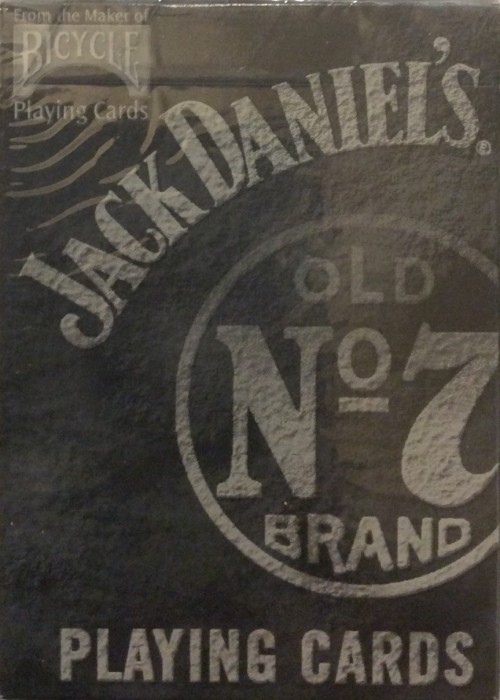 From the Maker of
BICYCLE
Playing Cards
JACK DANIEL'S®
OLD
Nº7
BRAND
PLAYING CARDS